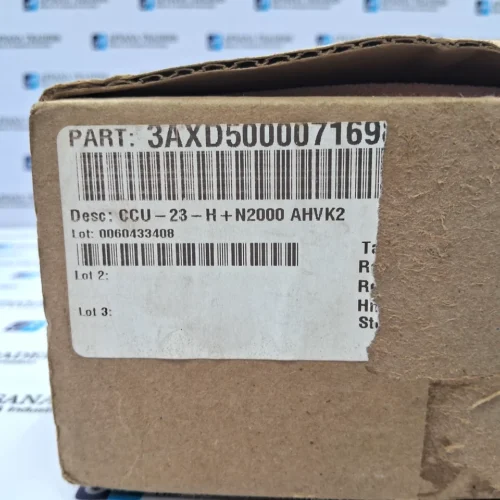 PART: 3AXD5000071698
Desc: CCU-23-H+N2000 AHVK2
Lot: 0060433408
Lot 2:
Lot 3: